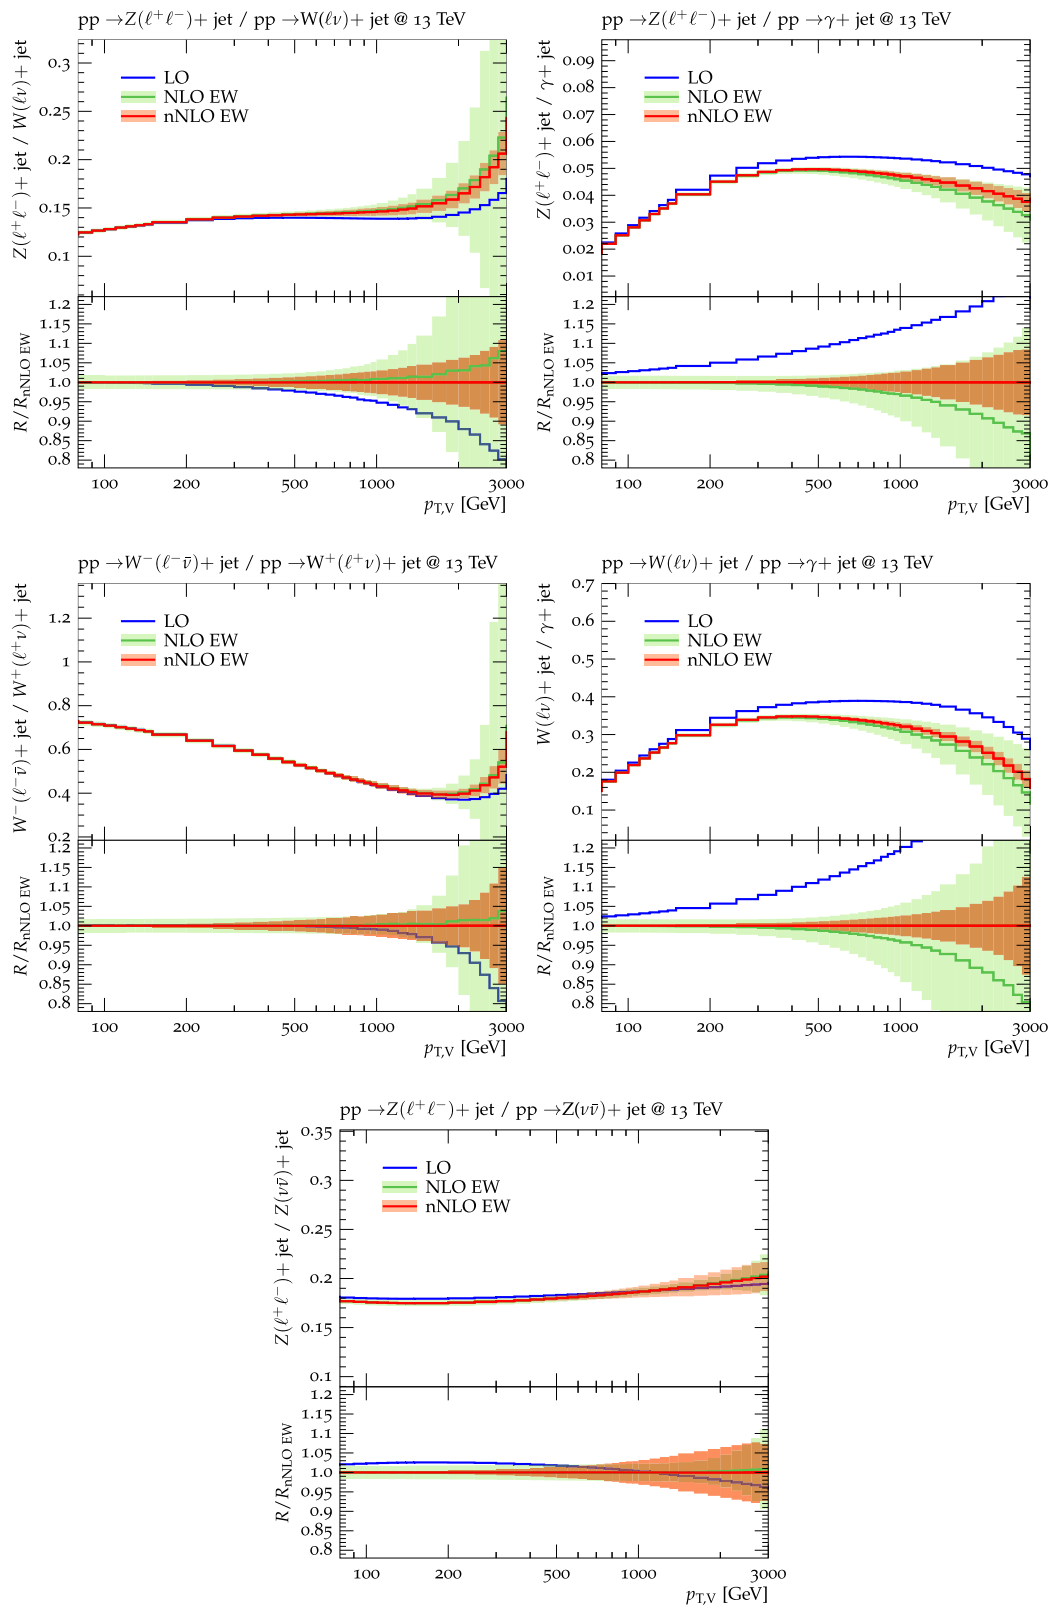 pp →Z(ℓ⁺ℓ⁻)+ jet / pp →W(ℓν)+ jet @ 13 TeV
Z(ℓ⁺ℓ⁻)+ jet / W(ℓν)+ jet
0.3
0.25
0.2
0.15
0.1
LO
NLO EW
nNLO EW
R/R_nNLO EW
1.2
1.15
1.1
1.05
1.0
0.95
0.9
0.85
0.8
100 200 500 1000 3000
p_T,V [GeV]
pp →Z(ℓ⁺ℓ⁻)+ jet / pp →γ+ jet @ 13 TeV
Z(ℓ⁺ℓ⁻)+ jet / γ+ jet
0.09
0.08
0.07
0.06
0.05
0.04
0.03
0.02
0.01
LO
NLO EW
nNLO EW
R/R_nNLO EW
1.2
1.15
1.1
1.05
1.0
0.95
0.9
0.85
0.8
100 200 500 1000 3000
p_T,V [GeV]
pp →W⁻(ℓ⁻ν̄)+ jet / pp →W⁺(ℓ⁺ν)+ jet @ 13 TeV
W⁻(ℓ⁻ν̄)+ jet / W⁺(ℓ⁺ν)+ jet
1.2
1
0.8
0.6
0.4
0.2
LO
NLO EW
nNLO EW
R/R_nNLO EW
1.2
1.15
1.1
1.05
1.0
0.95
0.9
0.85
0.8
100 200 500 1000 3000
p_T,V [GeV]
pp →W(ℓν)+ jet / pp →γ+ jet @ 13 TeV
W(ℓν)+ jet / γ+ jet
0.7
0.6
0.5
0.4
0.3
0.2
0.1
LO
NLO EW
nNLO EW
R/R_nNLO EW
1.2
1.15
1.1
1.05
1.0
0.95
0.9
0.85
0.8
100 200 500 1000 3000
p_T,V [GeV]
pp →Z(ℓ⁺ℓ⁻)+ jet / pp →Z(νν̄)+ jet @ 13 TeV
Z(ℓ⁺ℓ⁻)+ jet / Z(νν̄)+ jet
0.35
0.3
0.25
0.2
0.15
0.1
LO
NLO EW
nNLO EW
R/R_nNLO EW
1.2
1.15
1.1
1.05
1.0
0.95
0.9
0.85
0.8
100 200 500 1000 3000
p_T,V [GeV]